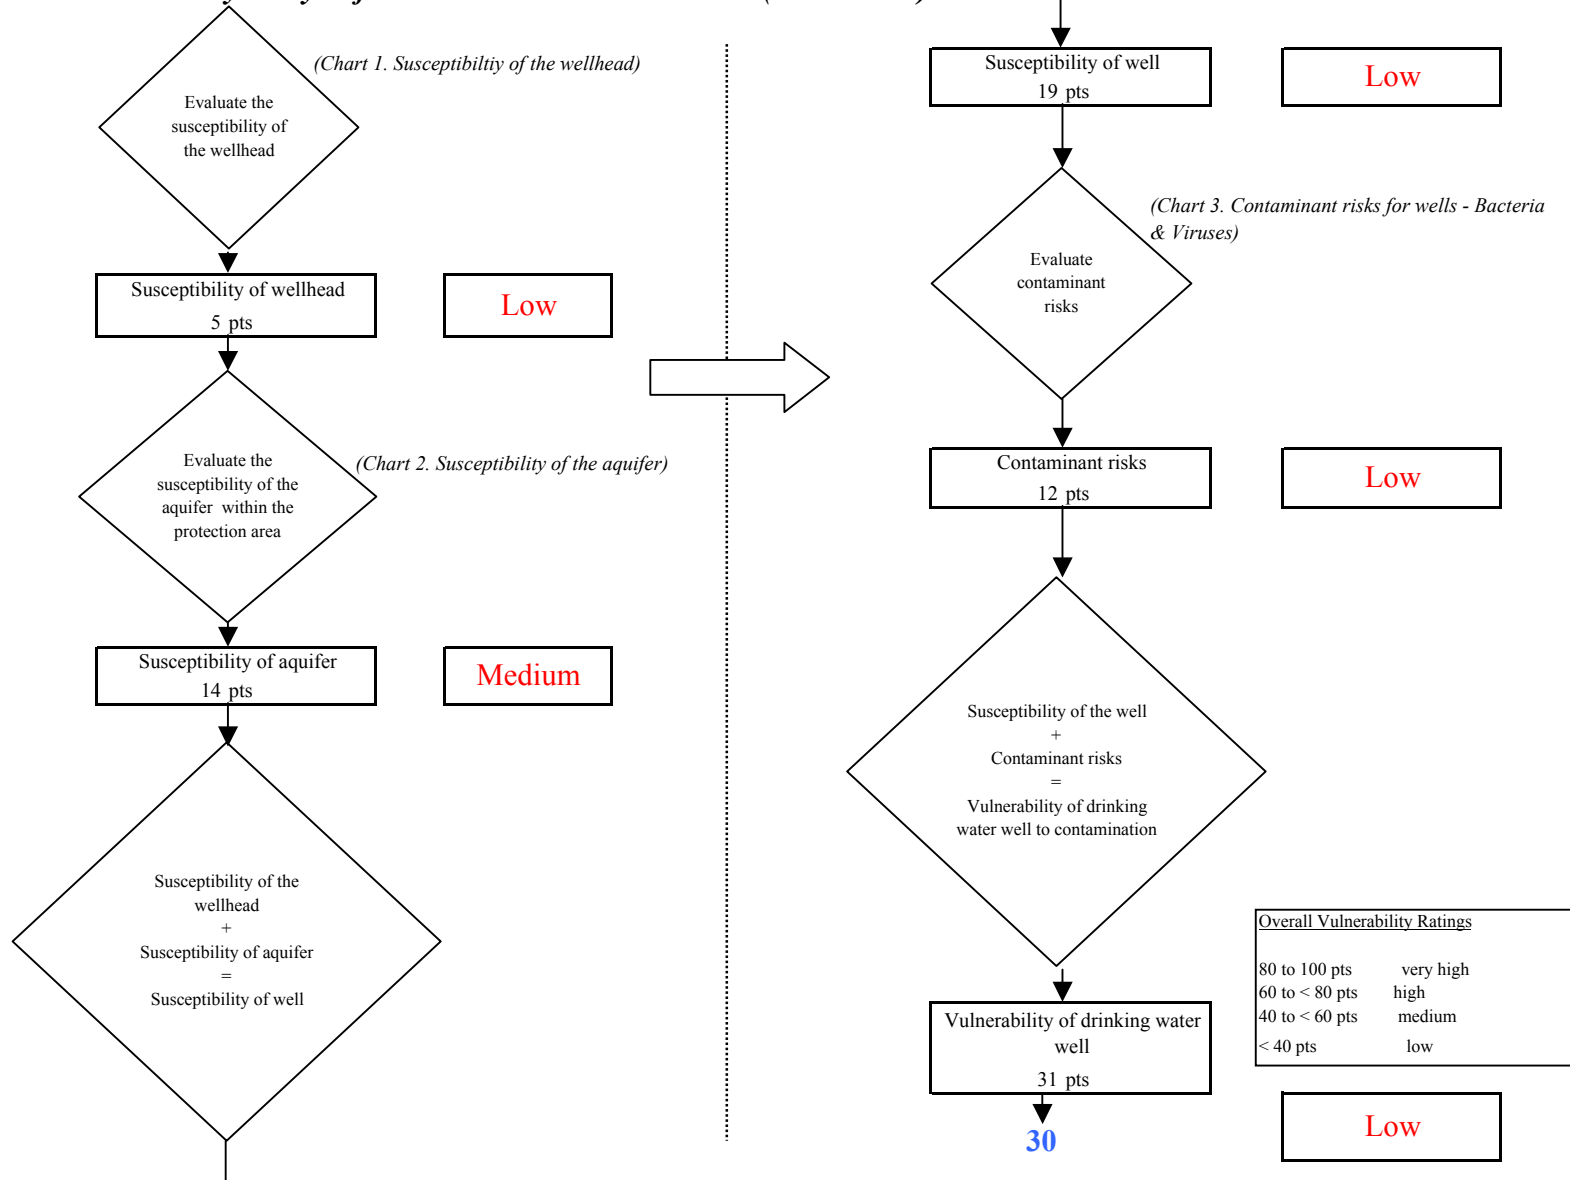 (Chart 1. Susceptibiltiy of the wellhead)
Evaluate the
susceptibility of
the wellhead
Susceptibility of wellhead
5 pts
Low
Evaluate the
susceptibility of the
aquifer within the
protection area
(Chart 2. Susceptibility of the aquifer)
Susceptibility of aquifer
14 pts
Medium
Susceptibility of the
wellhead
+
Susceptibility of aquifer
=
Susceptibility of well
Susceptibility of well
19 pts
Low
(Chart 3. Contaminant risks for wells - Bacteria
& Viruses)
Evaluate
contaminant
risks
Contaminant risks
12 pts
Low
Susceptibility of the well
+
Contaminant risks
=
Vulnerability of drinking
water well to contamination
Overall Vulnerability Ratings
80 to 100 pts very high
60 to < 80 pts high
40 to < 60 pts medium
< 40 pts low
Vulnerability of drinking water
well
31 pts
30
Low